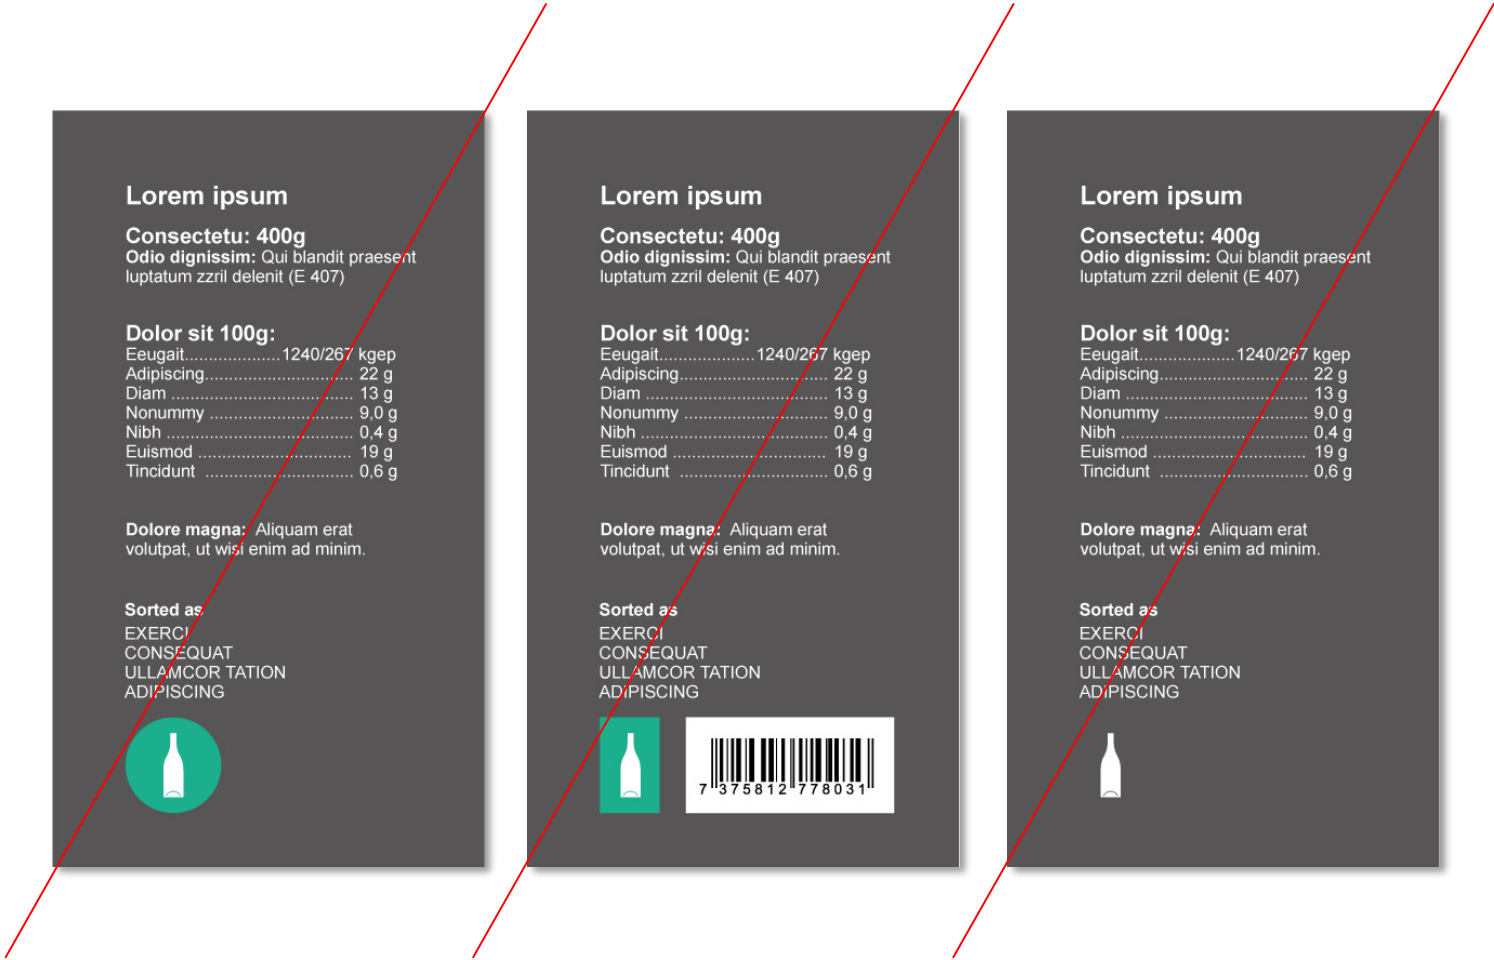 Lorem ipsum
Consectetu: 400g
Odio dignissim: Qui blandit praesent
luptatum zzril delenit (E 407)
Dolor sit 100g:
Eeugait....................1240/267 kgep
Adipiscing............................... 22 g
Diam ...................................... 13 g
Nonummy .............................. 9,0 g
Nibh ....................................... 0,4 g
Euismod ................................ 19 g
Tincidunt ............................... 0,6 g
Dolore magna: Aliquam erat
volutpat, ut wisi enim ad minim.
Sorted as
EXERCI
CONSEQUAT
ULLAMCOR TATION
ADIPISCING
Lorem ipsum
Consectetu: 400g
Odio dignissim: Qui blandit praesent
luptatum zzril delenit (E 407)
Dolor sit 100g:
Eeugait....................1240/267 kgep
Adipiscing............................... 22 g
Diam ...................................... 13 g
Nonummy .............................. 9,0 g
Nibh ....................................... 0,4 g
Euismod ................................ 19 g
Tincidunt ............................... 0,6 g
Dolore magna: Aliquam erat
volutpat, ut wisi enim ad minim.
Sorted as
EXERCI
CONSEQUAT
ULLAMCOR TATION
ADIPISCING
7 375812 778031
Lorem ipsum
Consectetu: 400g
Odio dignissim: Qui blandit praesent
luptatum zzril delenit (E 407)
Dolor sit 100g:
Eeugait....................1240/267 kgep
Adipiscing............................... 22 g
Diam ...................................... 13 g
Nonummy .............................. 9,0 g
Nibh ....................................... 0,4 g
Euismod ................................ 19 g
Tincidunt ............................... 0,6 g
Dolore magna: Aliquam erat
volutpat, ut wisi enim ad minim.
Sorted as
EXERCI
CONSEQUAT
ULLAMCOR TATION
ADIPISCING